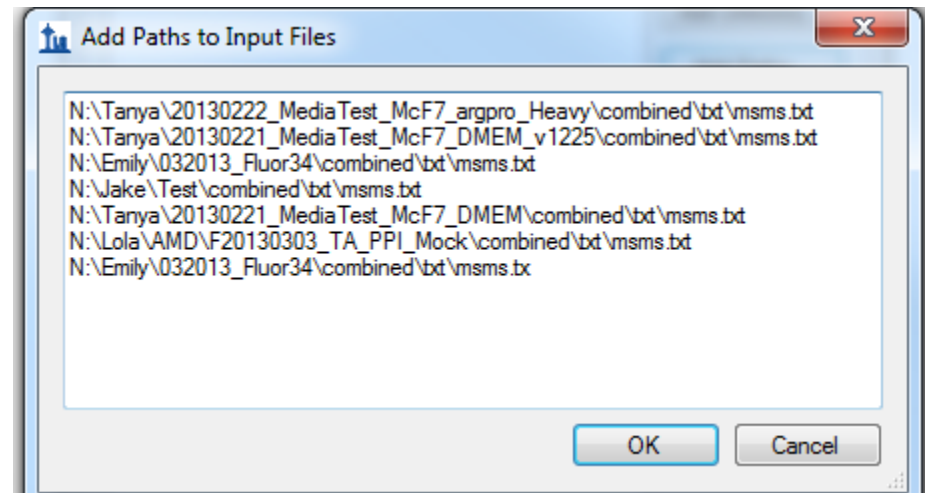 Add Paths to Input Files
N:\Tanya\20130222_MediaTest_McF7_argpro_Heavy\combined\txt\msms.txt
N:\Tanya\20130221_MediaTest_McF7_DMEM_v1225\combined\txt\msms.txt
N:\Emily\032013_Fluor34\combined\txt\msms.txt
N:\Jake\Test\combined\txt\msms.txt
N:\Tanya\20130221_MediaTest_McF7_DMEM\combined\txt\msms.txt
N:\Lola\AMD\F20130303_TA_PPI_Mock\combined\txt\msms.txt
N:\Emily\032013_Fluor34\combined\txt\msms.tx
OK Cancel